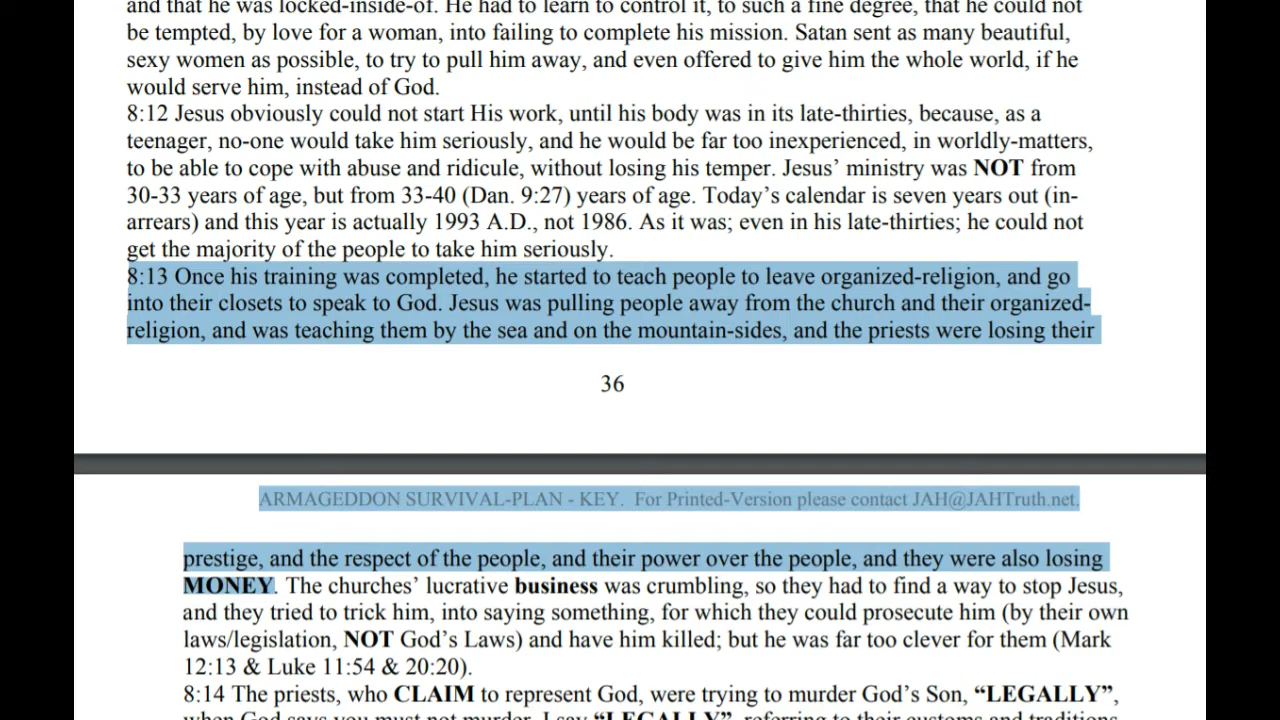 and that he was locked-inside-of. He had to learn to control it, to such a fine degree, that he could not
be tempted, by love for a woman, into failing to complete his mission. Satan sent as many beautiful,
sexy women as possible, to try to pull him away, and even offered to give him the whole world, if he
would serve him, instead of God.
8:12 Jesus obviously could not start His work, until his body was in its late-thirties, because, as a
teenager, no-one would take him seriously, and he would be far too inexperienced, in worldly-matters,
to be able to cope with abuse and ridicule, without losing his temper. Jesus’ ministry was NOT from
30-33 years of age, but from 33-40 (Dan. 9:27) years of age. Today’s calendar is seven years out (in-
arrears) and this year is actually 1993 A.D., not 1986. As it was; even in his late-thirties; he could not
get the majority of the people to take him seriously.
8:13 Once his training was completed, he started to teach people to leave organized-religion, and go
into their closets to speak to God. Jesus was pulling people away from the church and their organized-
religion, and was teaching them by the sea and on the mountain-sides, and the priests were losing their
36
ARMAGEDDON SURVIVAL-PLAN - KEY. For Printed-Version please contact JAH@JAHTruth.net.
prestige, and the respect of the people, and their power over the people, and they were also losing
MONEY. The churches’ lucrative business was crumbling, so they had to find a way to stop Jesus,
and they tried to trick him, into saying something, for which they could prosecute him (by their own
laws/legislation, NOT God’s Laws) and have him killed; but he was far too clever for them (Mark
12:13 & Luke 11:54 & 20:20).
8:14 The priests, who CLAIM to represent God, were trying to murder God’s Son, “LEGALLY”,
when God says you must not murder. I say “LEGALLY”, referring to their customs and traditions